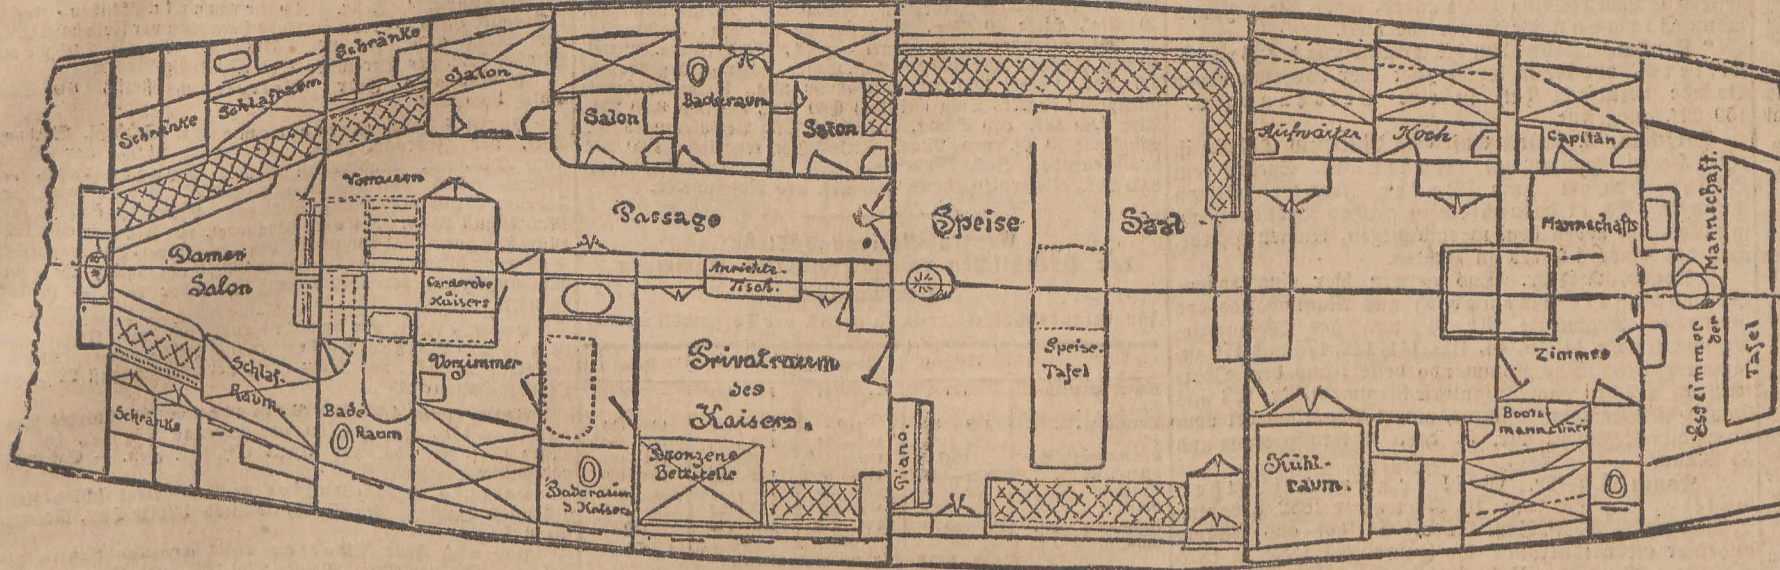 Schränke
Schlafraum
Schränke
Salon
Salon
Baderaum
Salon
Aufwärter
Koch
Capitän
Vorraum
Passage
Speise
Saal
Mannschafts
Zimmer
Damen
Salon
Garderobe
Kaisers
Anrichte-
Tisch.
Speise-
Tafel
Esszimmer
der
Mannschaft.
Tafel
Schlaf-
Raum
Schränke
Bade
Raum
Vorzimmer
Privatraum
des
Kaisers.
Bronzene
Bettstelle
Baderaum
d. Kaisers
Piano.
Kühl-
raum.
Boots-